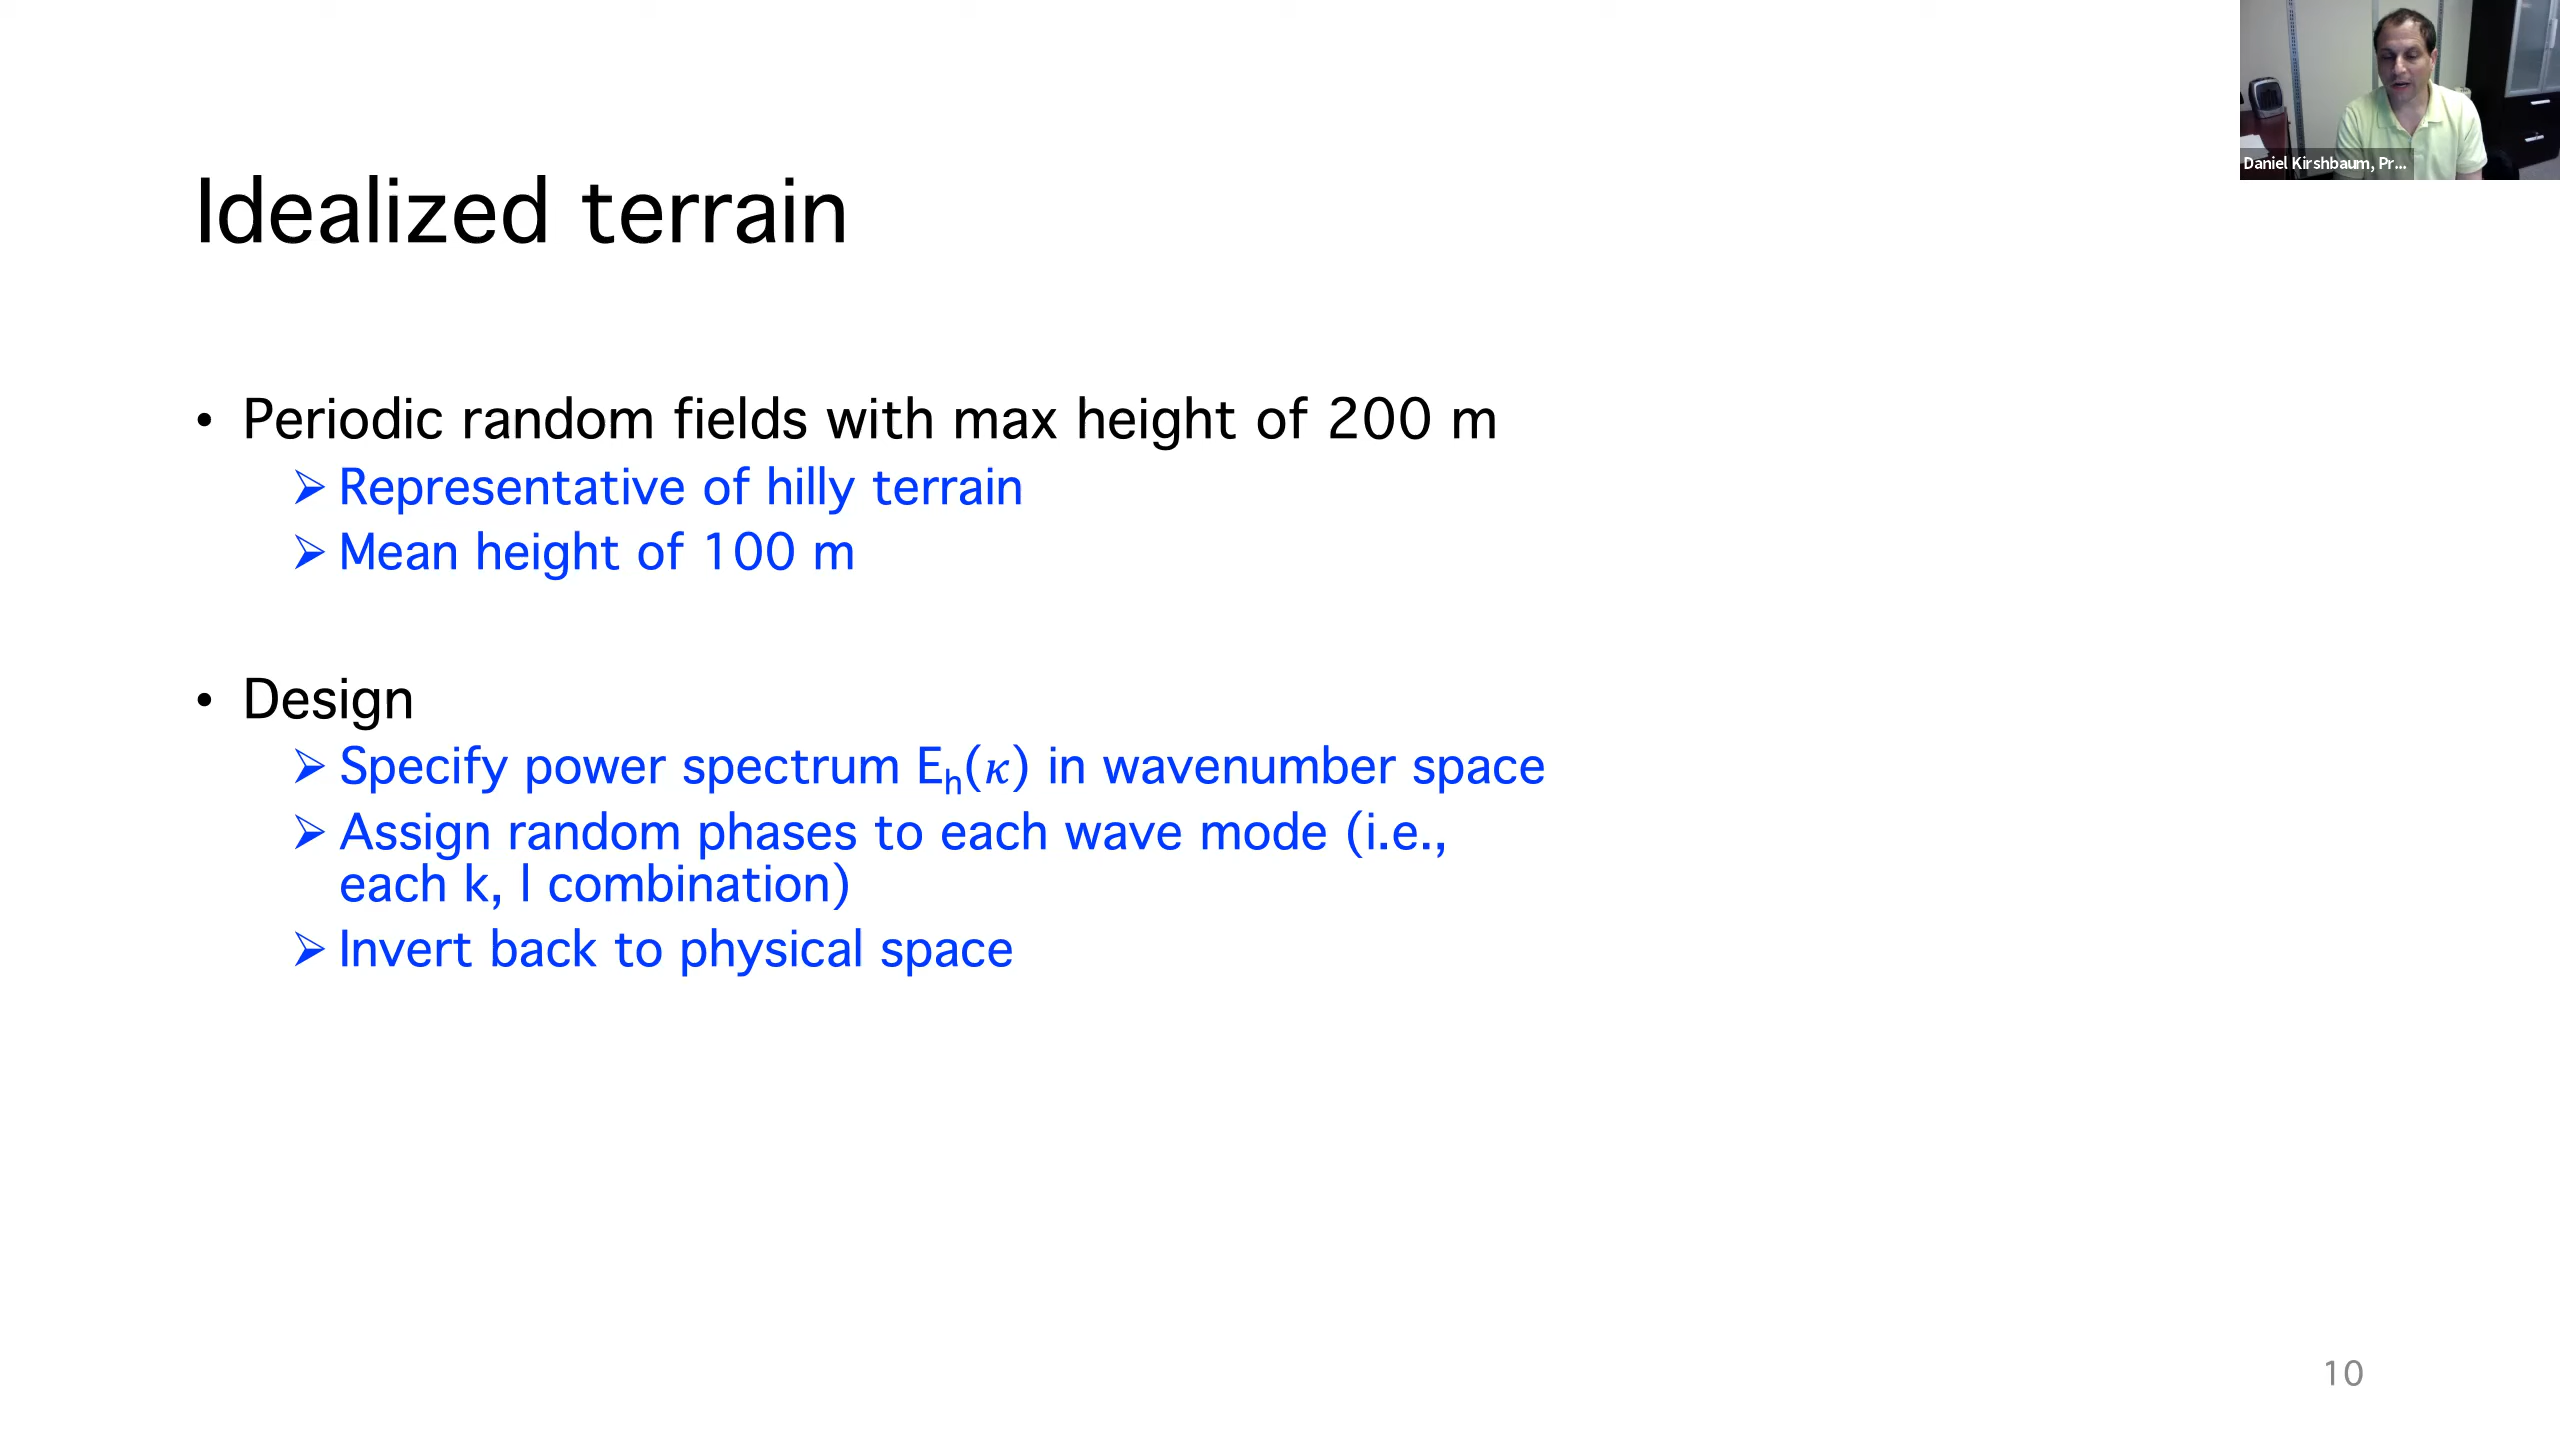 Daniel Kirshbaum, Pr...
Idealized terrain
• Periodic random fields with max height of 200 m
➢ Representative of hilly terrain
➢ Mean height of 100 m
• Design
➢ Specify power spectrum Eₕ(κ) in wavenumber space
➢ Assign random phases to each wave mode (i.e.,
each k, l combination)
➢ Invert back to physical space
10